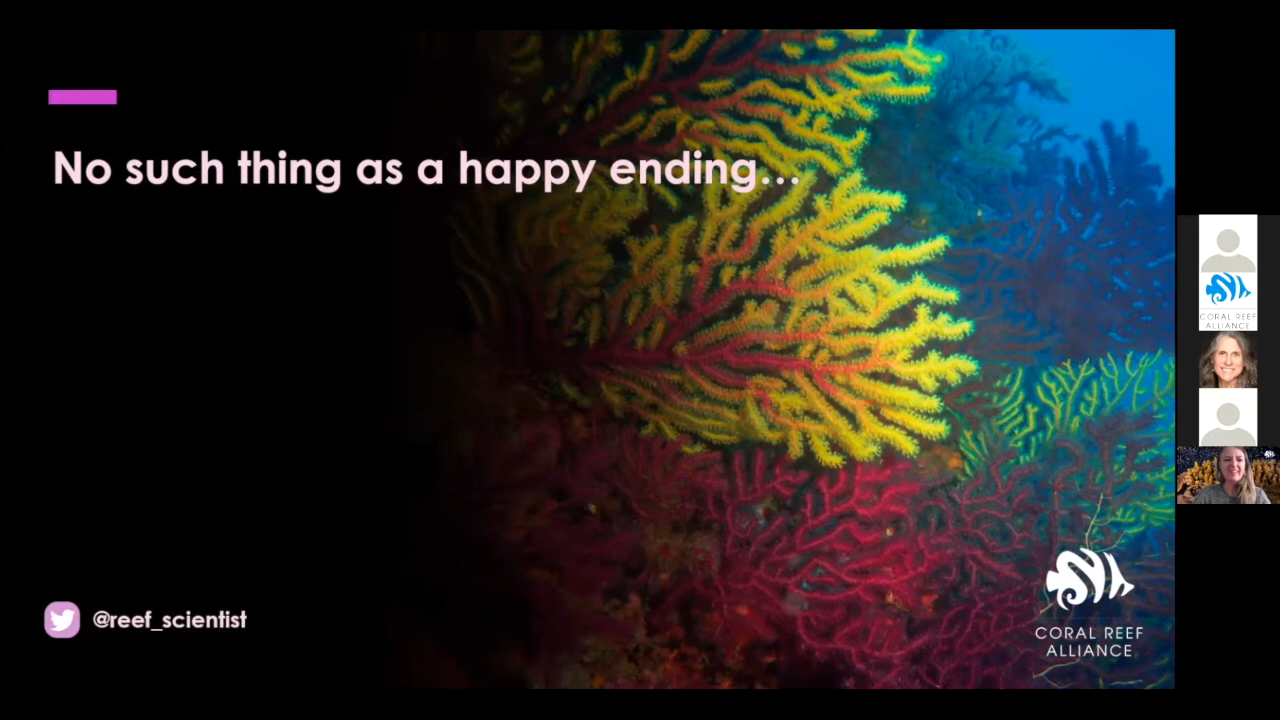 No such thing as a happy ending...
@reef_scientist
CORAL REEF
ALLIANCE
CORAL REEF
ALLIANCE